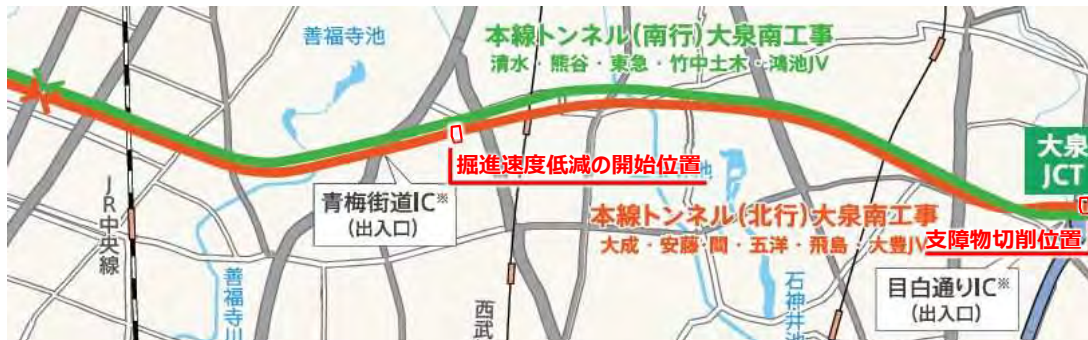 善福寺池
本線トンネル(南行)大泉南工事
清水・熊谷・東急・竹中土木・鴻池JV
大泉
JCT
掘進速度低減の開始位置
池
青梅街道IC※
(出入口)
JR中央線
本線トンネル(北行)大泉南工事
大成・安藤・間・五洋・飛島・大豊JV
支障物切削位置
目白通りIC※
(出入口)
善福寺川
西武
石神井池